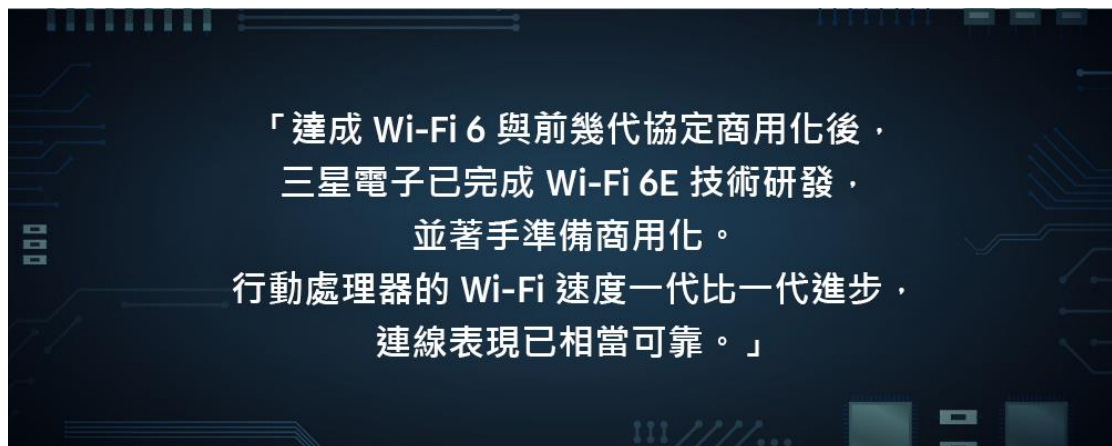 「達成 Wi-Fi 6 與前幾代協定商用化後，
三星電子已完成 Wi-Fi 6E 技術研發，
並著手準備商用化。
行動處理器的 Wi-Fi 速度一代比一代進步，
連線表現已相當可靠。」